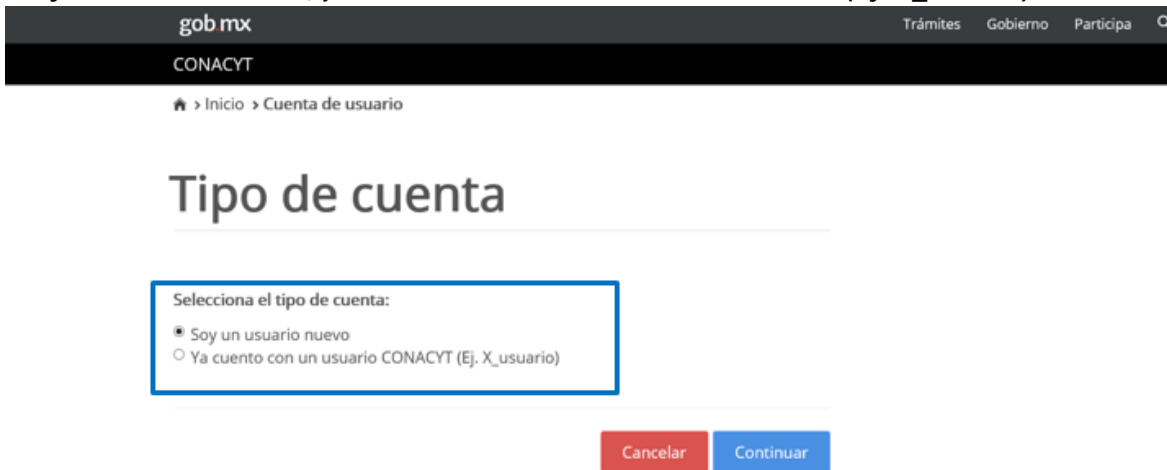 gob.mx
Trámites Gobierno Participa
CONACYT
> Inicio > Cuenta de usuario
Tipo de cuenta
Selecciona el tipo de cuenta:
Soy un usuario nuevo
Ya cuento con un usuario CONACYT (Ej. X_usuario)
Cancelar Continuar